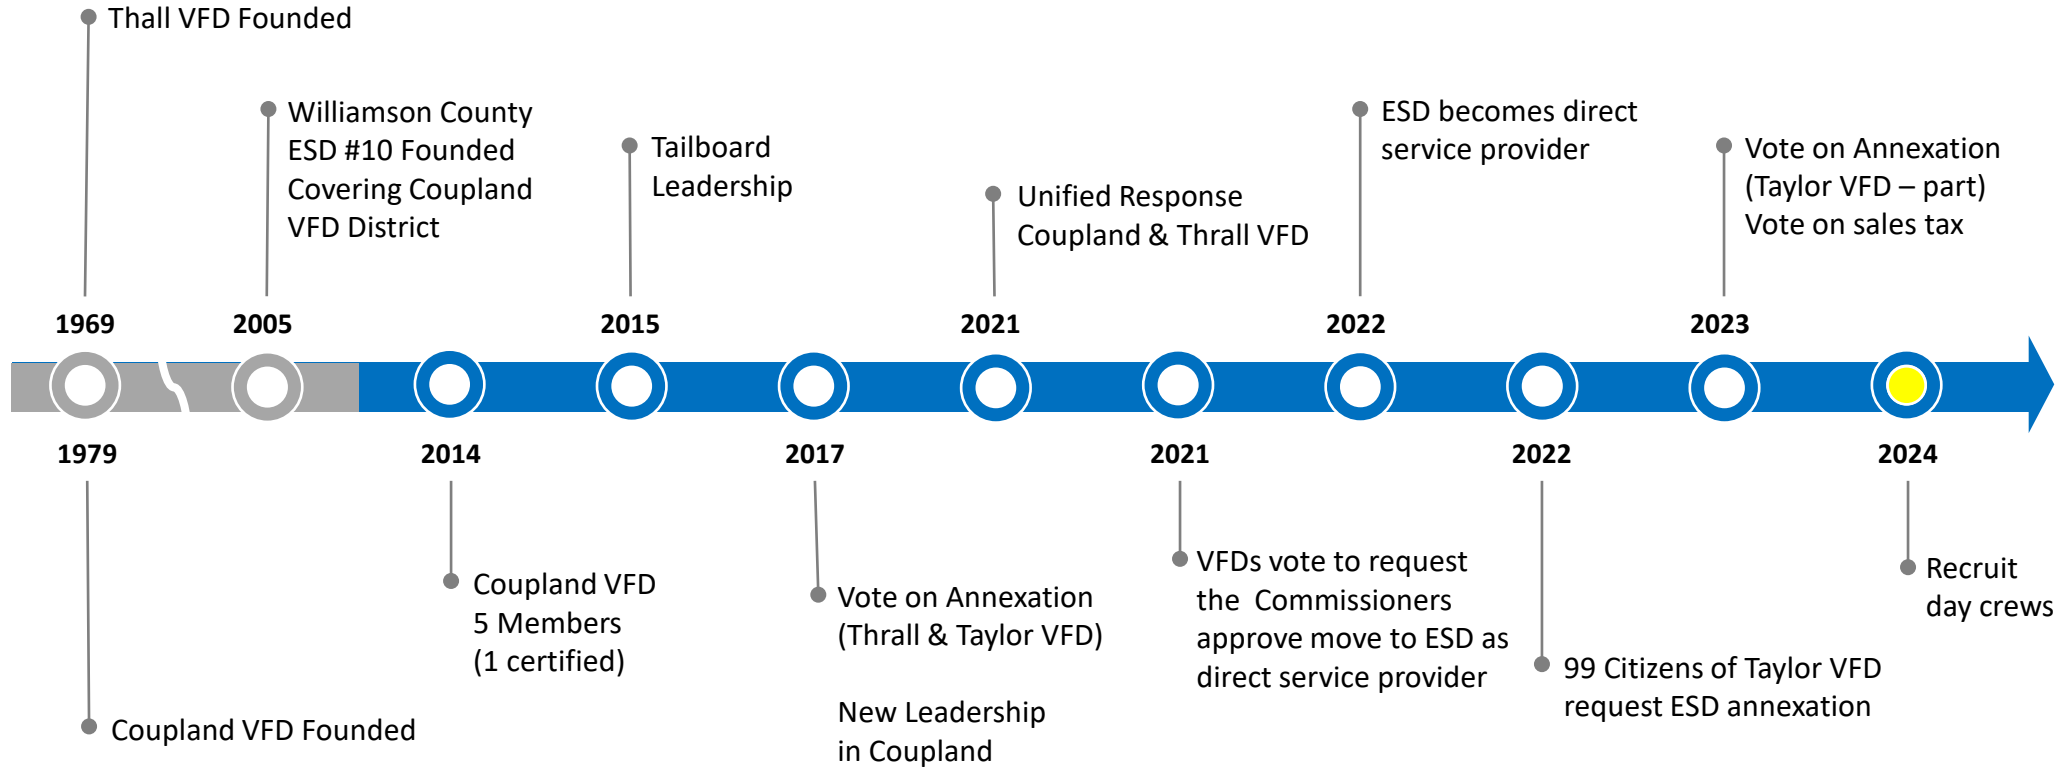 Thall VFD Founded
1969
1979
Coupland VFD Founded
Williamson County
ESD #10 Founded
Covering Coupland
VFD District
2005
2014
Coupland VFD
5 Members
(1 certified)
Tailboard
Leadership
2015
2017
Vote on Annexation
(Thrall & Taylor VFD)
New Leadership
in Coupland
Unified Response
Coupland & Thrall VFD
2021
2021
VFDs vote to request
the Commissioners
approve move to ESD as
direct service provider
ESD becomes direct
service provider
2022
2022
99 Citizens of Taylor VFD
request ESD annexation
Vote on Annexation
(Taylor VFD – part)
Vote on sales tax
2023
2024
Recruit
day crews